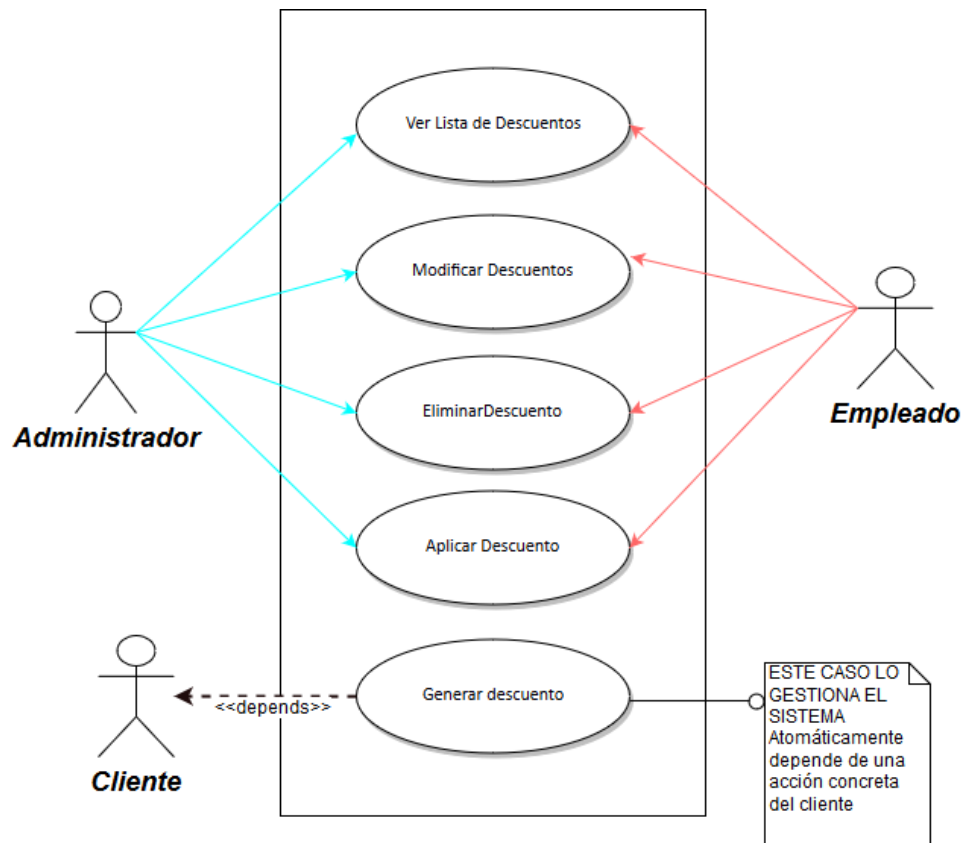 Ver Lista de Descuentos
Modificar Descuentos
Administrador
Empleado
EliminarDescuento
Aplicar Descuento
Generar descuento
<<depends>>
Cliente
ESTE CASO LO
GESTIONA EL
SISTEMA
Atomáticamente
depende de una
acción concreta
del cliente